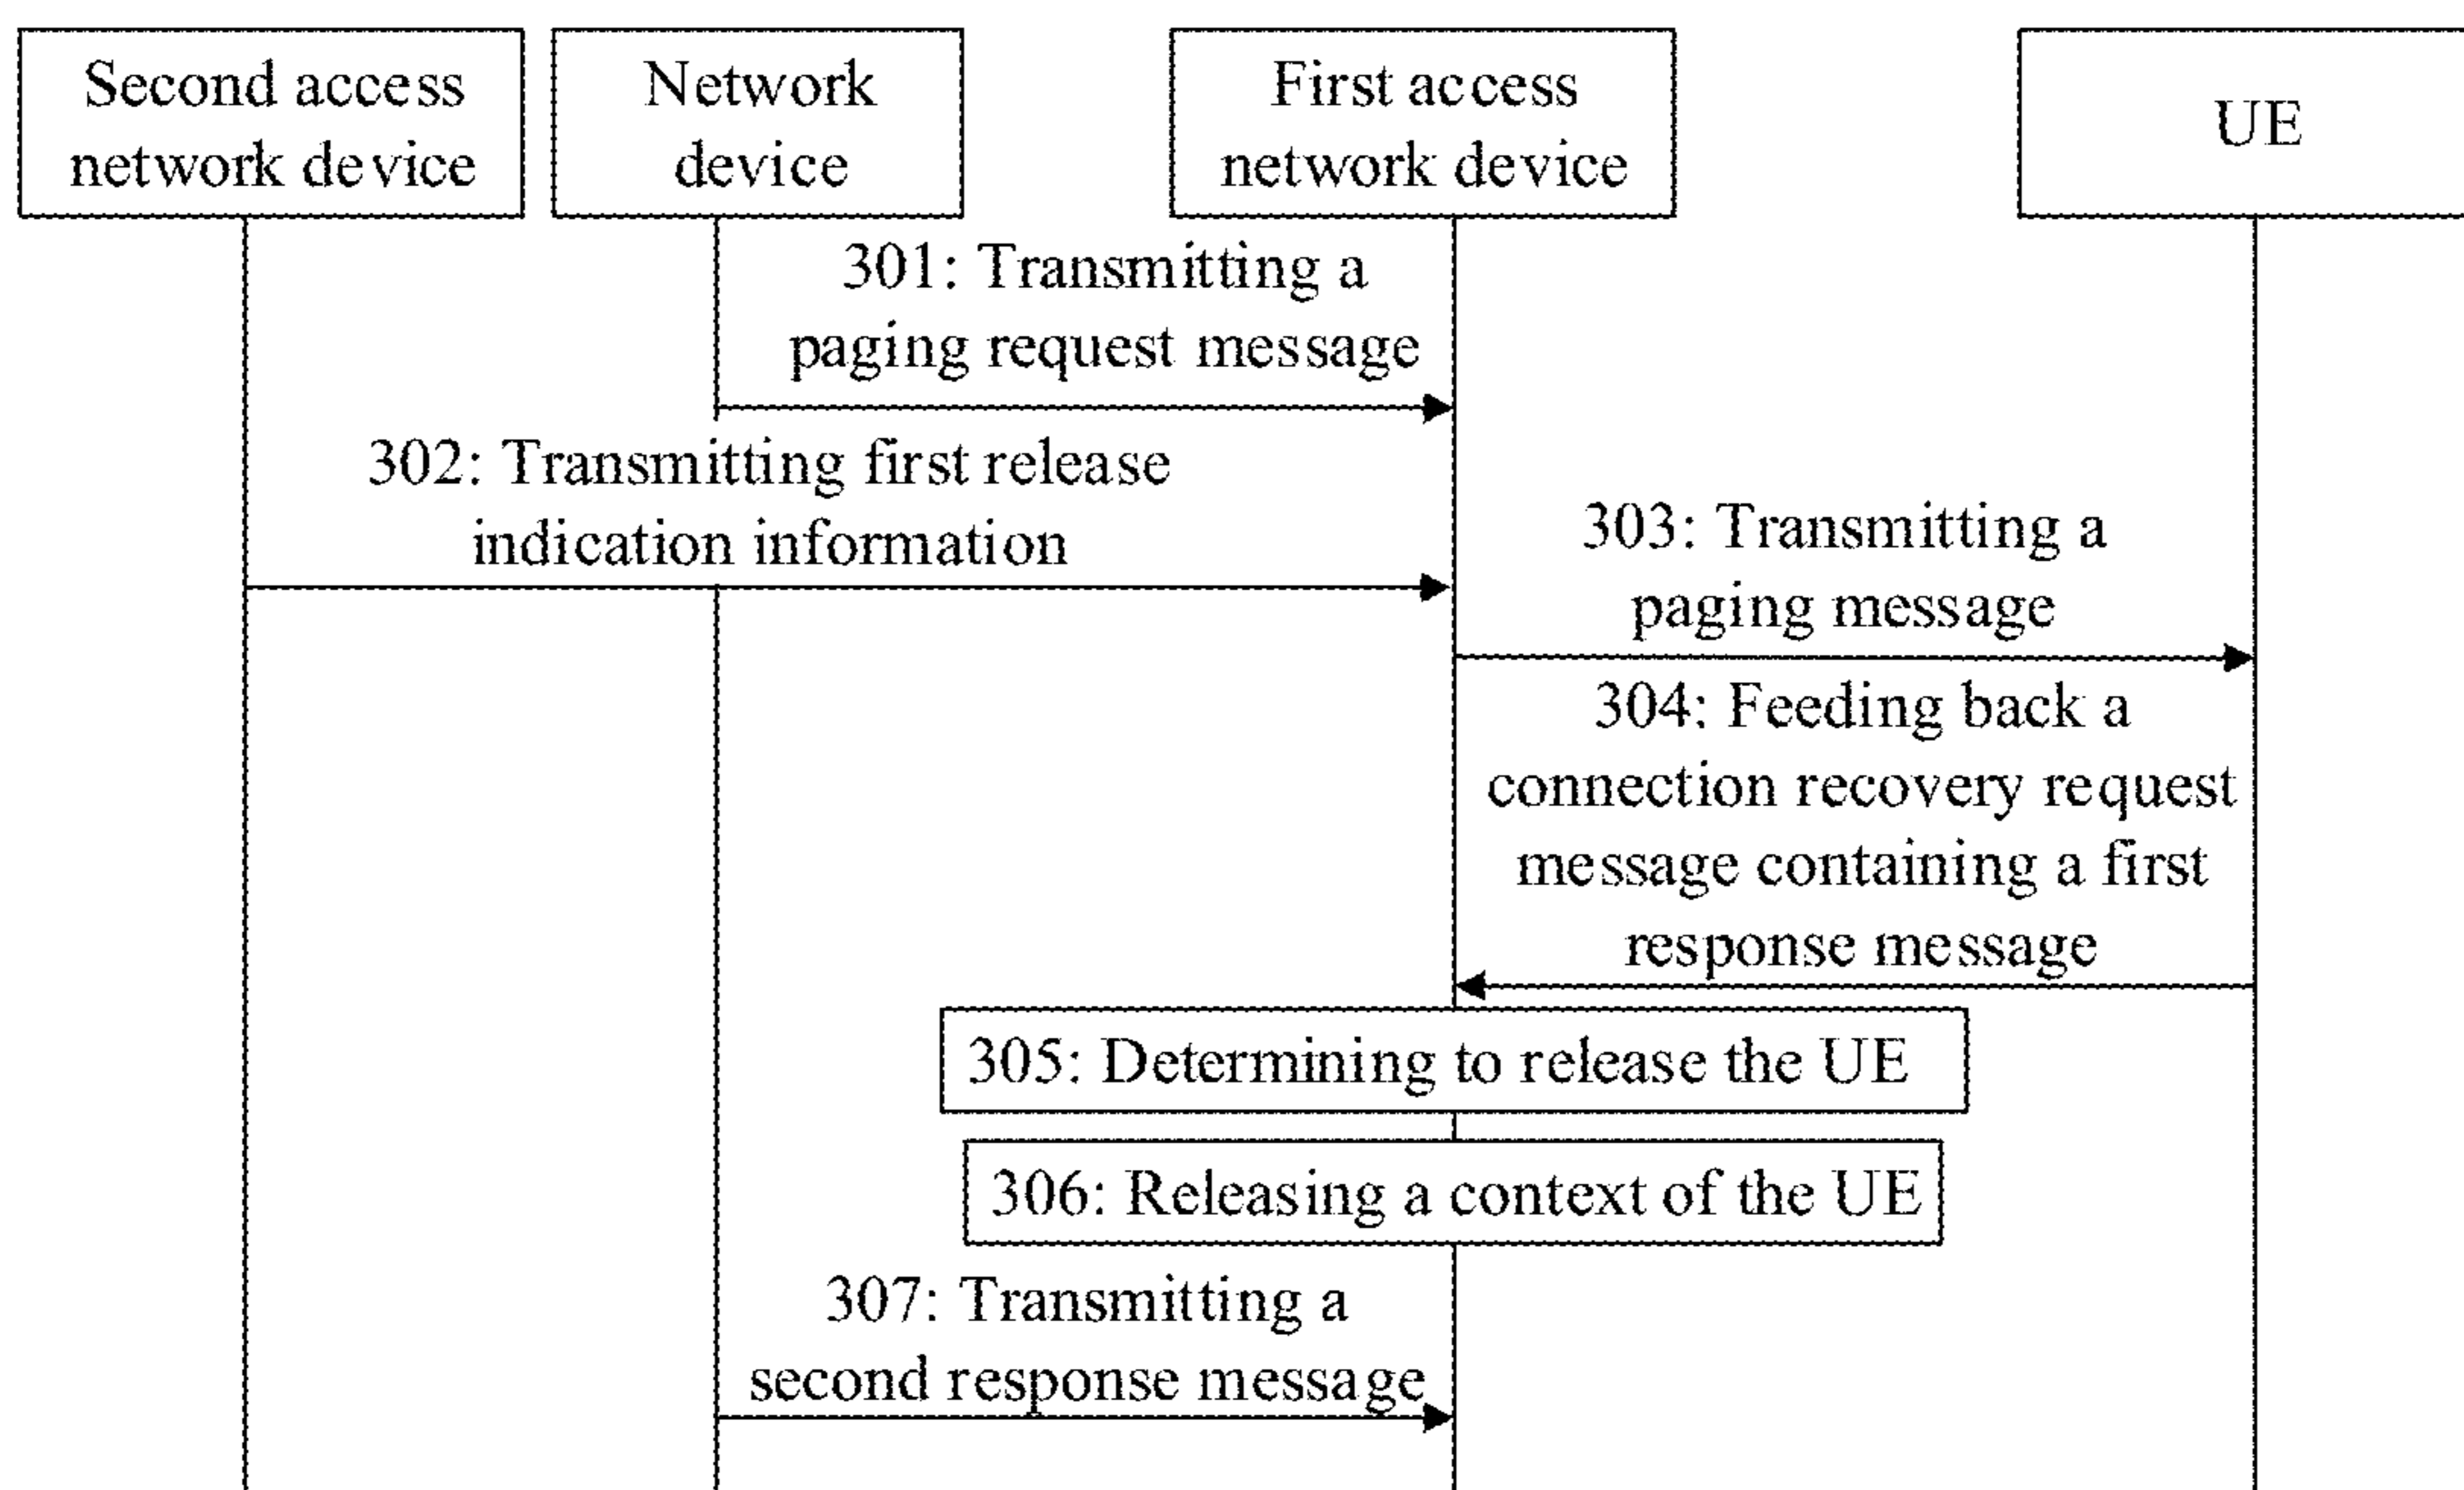 Second access
network device
Network
device
First access
network device
UE
301: Transmitting a
paging request message
302: Transmitting first release
indication information
303: Transmitting a
paging message
304: Feeding back a
connection recovery request
message containing a first
response message
305: Determining to release the UE
306: Releasing a context of the UE
307: Transmitting a
second response message